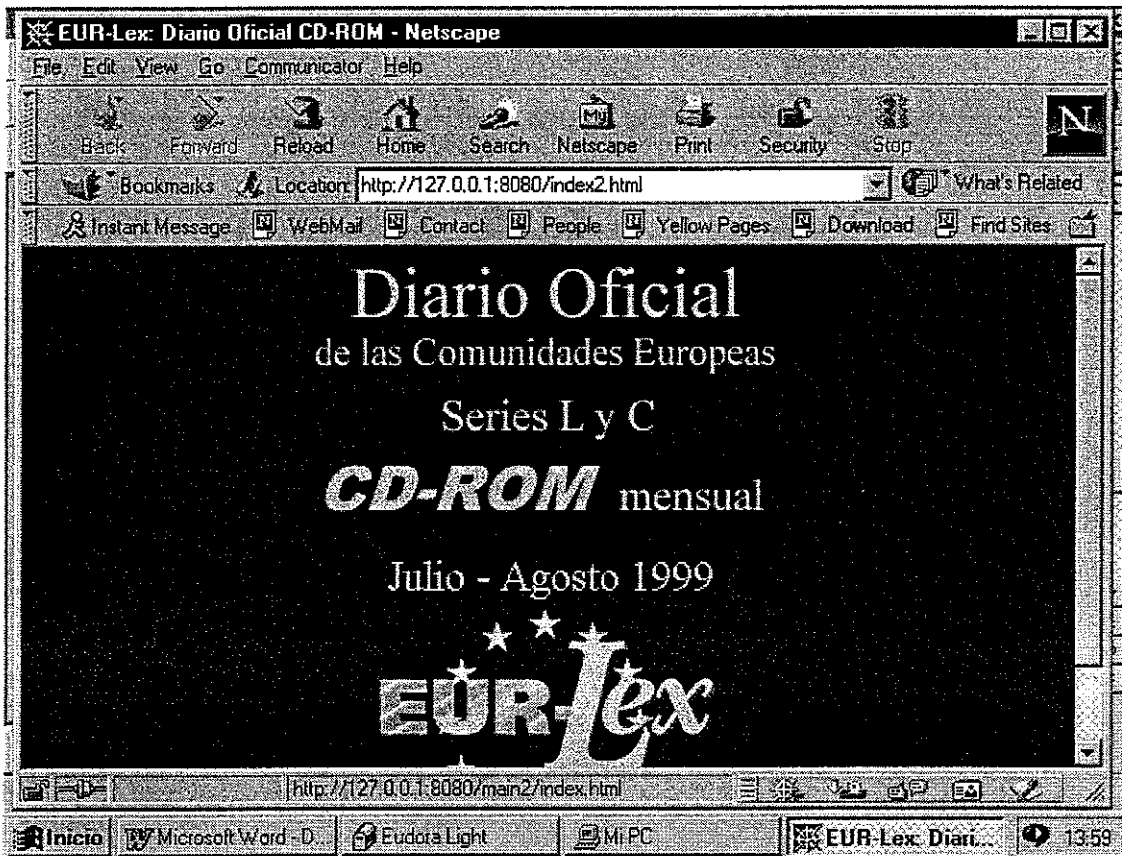 EUR-Lex: Diario Oficial CD-ROM - Netscape
File Edit View Go Communicator Help
Back Forward Reload Home Search Netscape Print Security Stop
My
N
Bookmarks Location: http://127.0.0.1:8080/index2.html What's Related
Instant Message WebMail Contact People Yellow Pages Download Find Sites
Diario Oficial
de las Comunidades Europeas
Series L y C
CD-ROM mensual
Julio - Agosto 1999
EUR-Lex
http://127.0.0.1:8080/main2/index.html
Inicio Microsoft Word - D... Eudora Light Mi PC EUR-Lex: Diari... 13:59